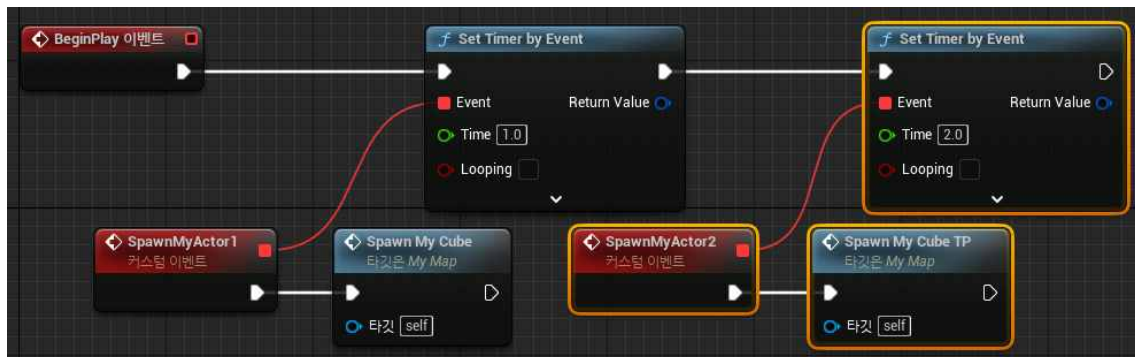 BeginPlay 이벤트
f Set Timer by Event
Event
Return Value
Time 1.0
Looping
f Set Timer by Event
Event
Return Value
Time 2.0
Looping
SpawnMyActor1
커스텀 이벤트
Spawn My Cube
타깃은 My Map
타깃 self
SpawnMyActor2
커스텀 이벤트
Spawn My Cube TP
타깃은 My Map
타깃 self